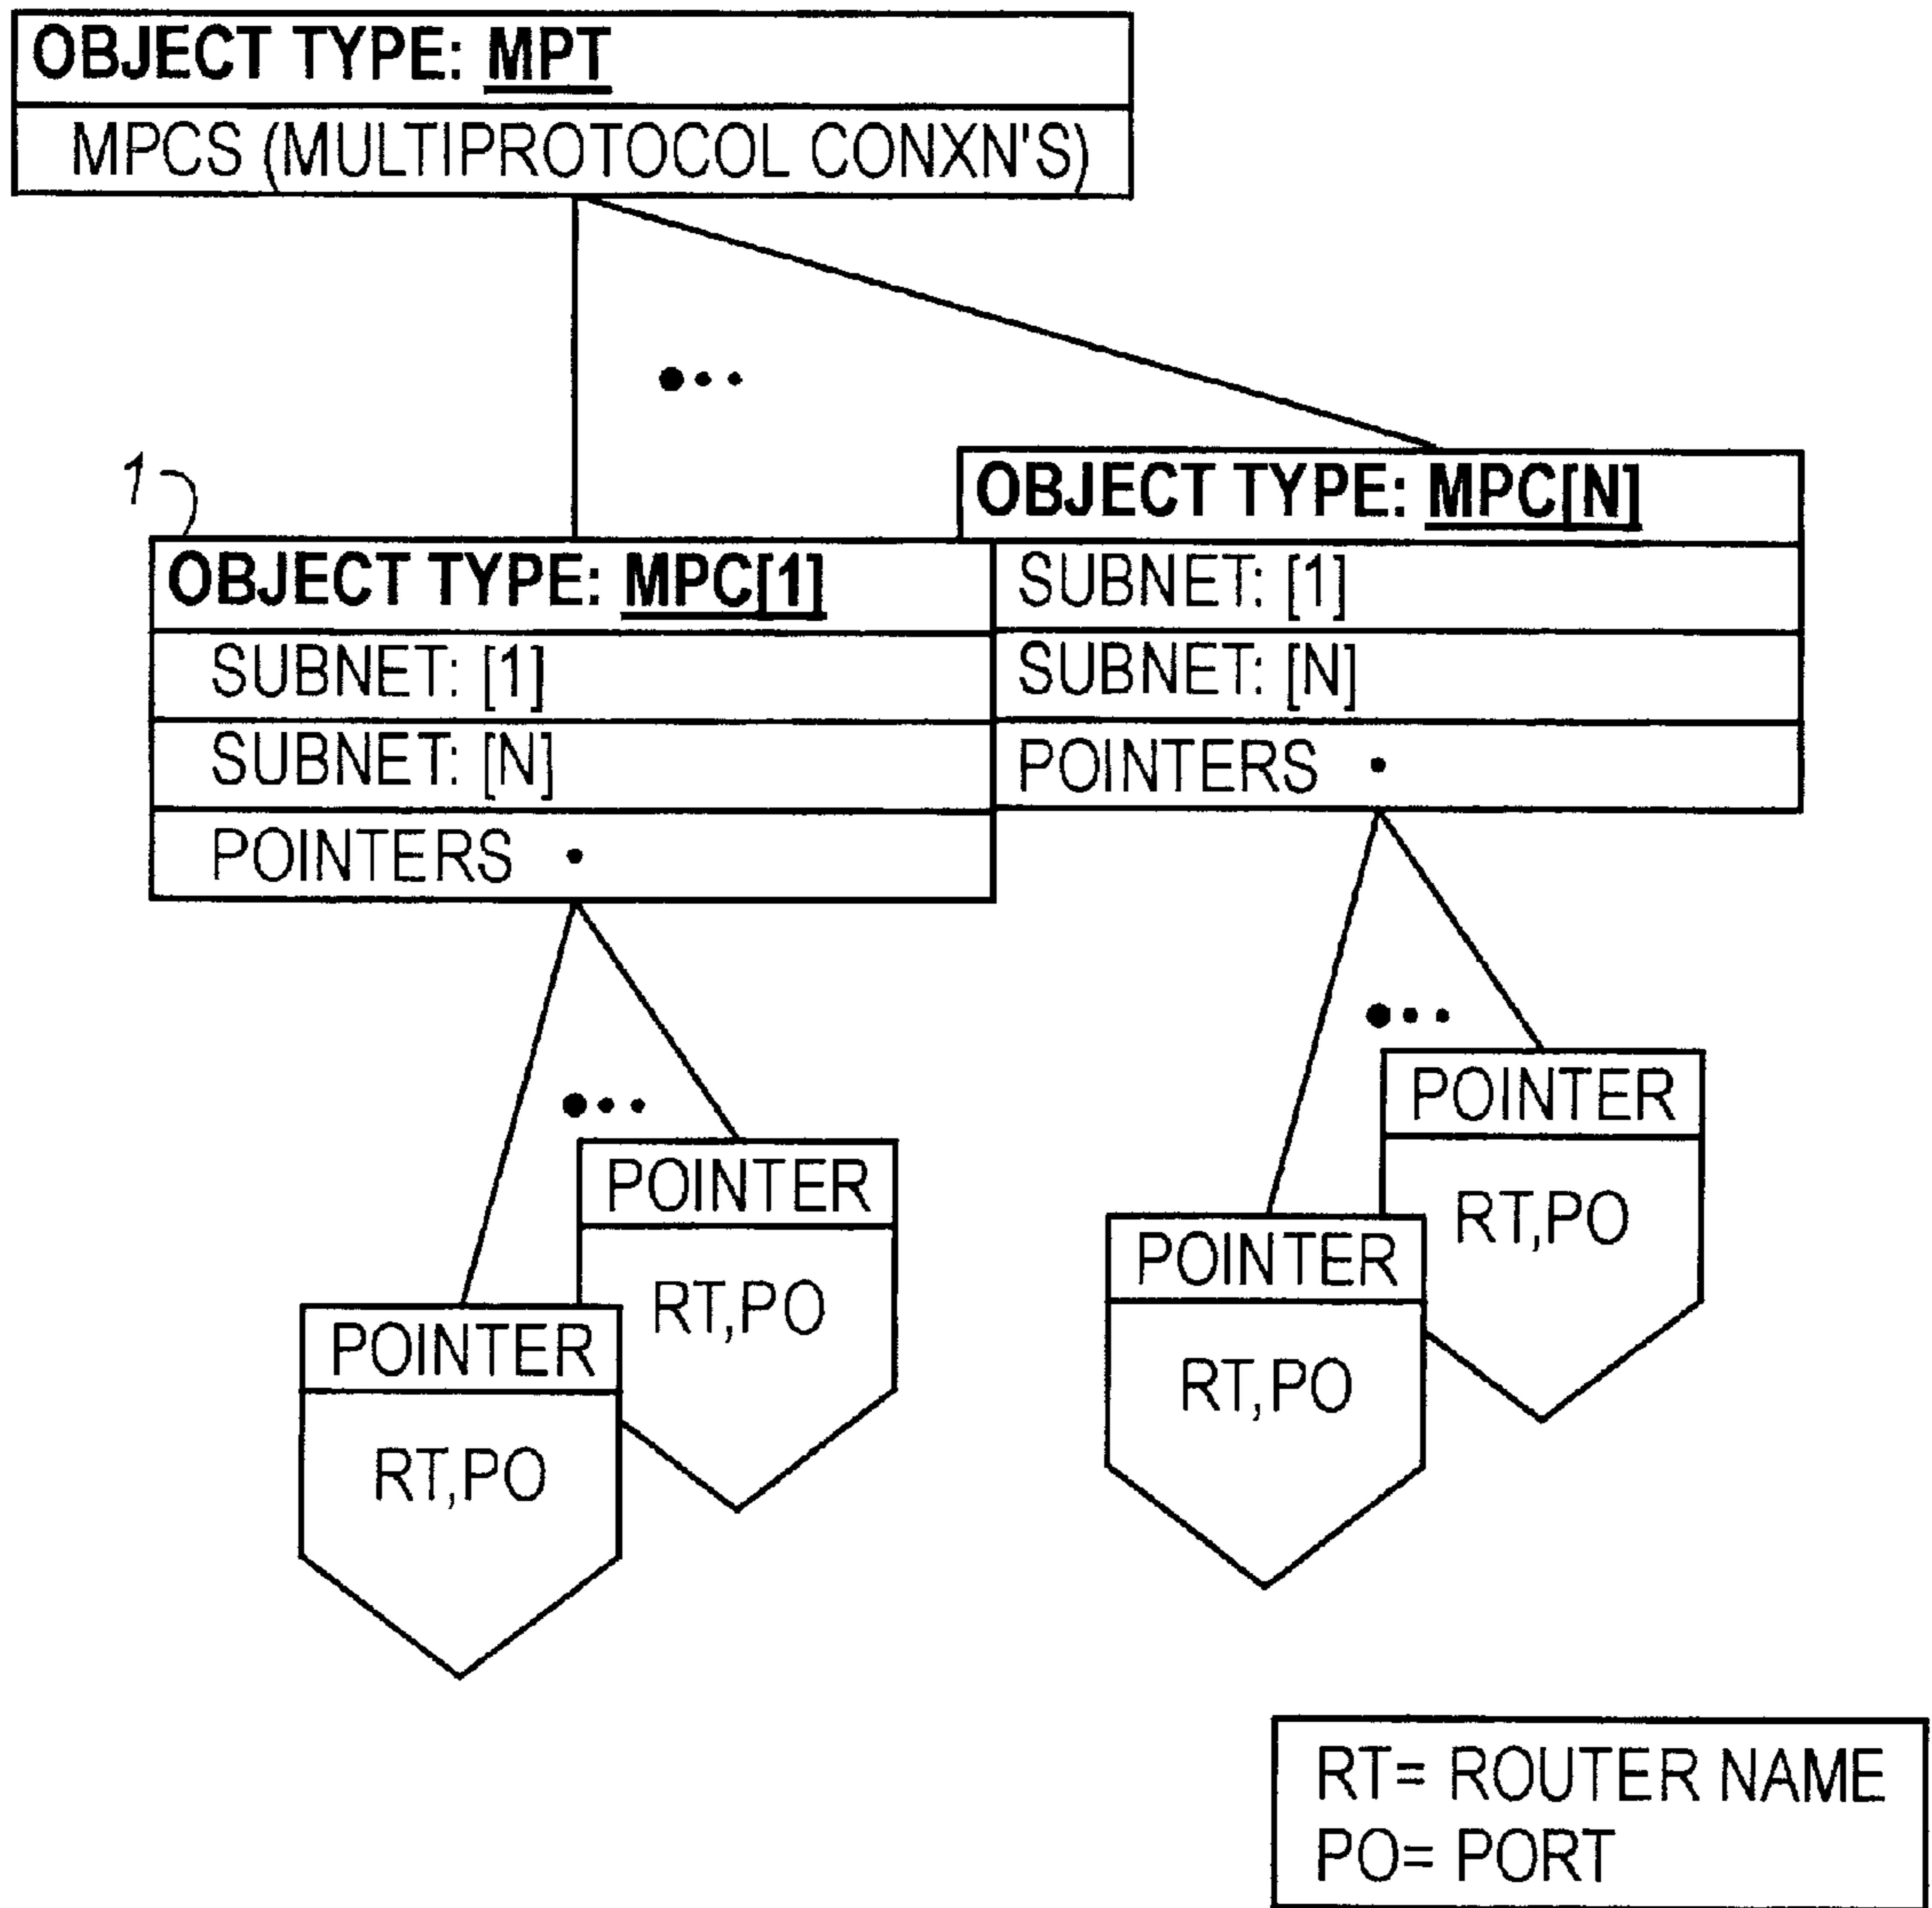 OBJECT TYPE: MPT
MPCS (MULTIPROTOCOL CONXN'S)
1
OBJECT TYPE: MPC[1]
SUBNET: [1]
SUBNET: [N]
POINTERS •
OBJECT TYPE: MPC[N]
SUBNET: [1]
SUBNET: [N]
POINTERS •
POINTER
RT,PO
POINTER
RT,PO
POINTER
RT,PO
POINTER
RT,PO
RT= ROUTER NAME
PO= PORT